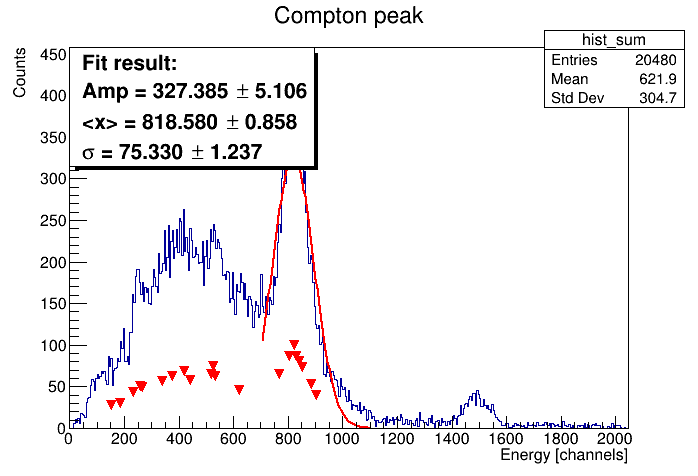 Compton peak
hist_sum
Entries 20480
Mean 621.9
Std Dev 304.7
Fit result:
Amp = 327.385 ± 5.106
<x> = 818.580 ± 0.858
σ = 75.330 ± 1.237
Counts
450
400
350
300
250
200
150
100
50
0
0 200 400 600 800 1000 1200 1400 1600 1800 2000
Energy [channels]